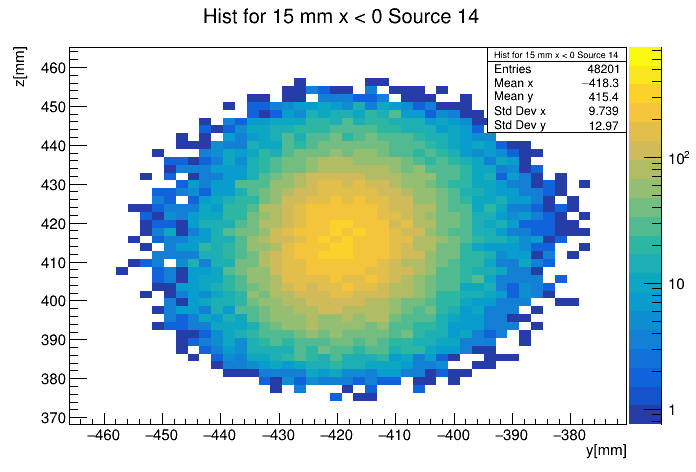 Hist for 15 mm x < 0 Source 14
z[mm]
Hist for 15 mm x < 0 Source 14
Entries 48201
Mean x −418.3
Mean y 415.4
Std Dev x 9.739
Std Dev y 12.97
460
450
440
430
420
410
400
390
380
370
−460 −450 −440 −430 −420 −410 −400 −390 −380
y[mm]
10²
10
1